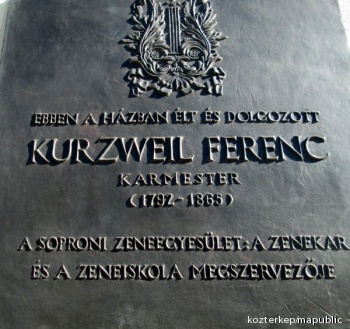 EBBEN A HÁZBAN ÉLT ÉS DOLGOZOTT
KURZWEIL FERENC
KARMESTER
(1792-1865)
A SOPRONI ZENEEGYESÜLET: A ZENEKAR
ÉS A ZENEISKOLA MEGSZERVEZŐJE
kozterkep/mapublic